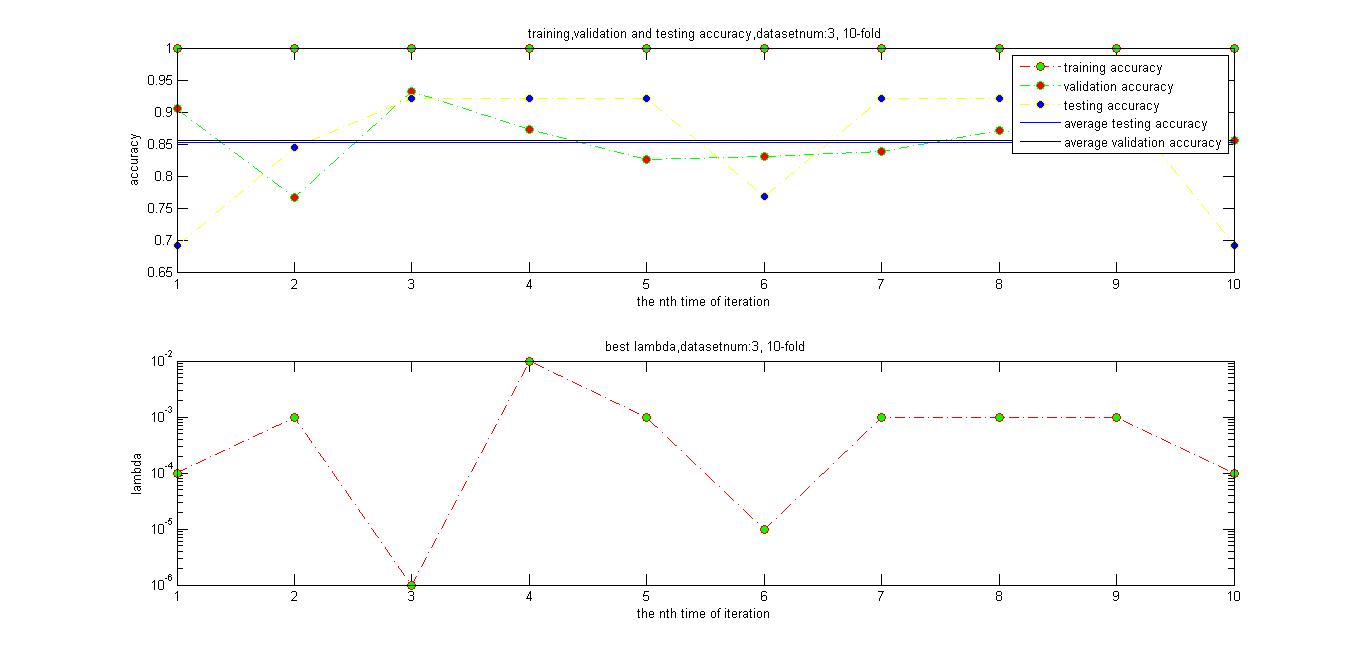 training,validation and testing accuracy,datasetnum:3, 10-fold
1
0.95
0.9
0.85
0.8
0.75
0.7
0.65
accuracy
training accuracy
validation accuracy
testing accuracy
average testing accuracy
average validation accuracy
1 2 3 4 5 6 7 8 9 10
the nth time of iteration
best lambda,datasetnum:3, 10-fold
10^-2
10^-3
10^-4
10^-5
10^-6
lambda
1 2 3 4 5 6 7 8 9 10
the nth time of iteration